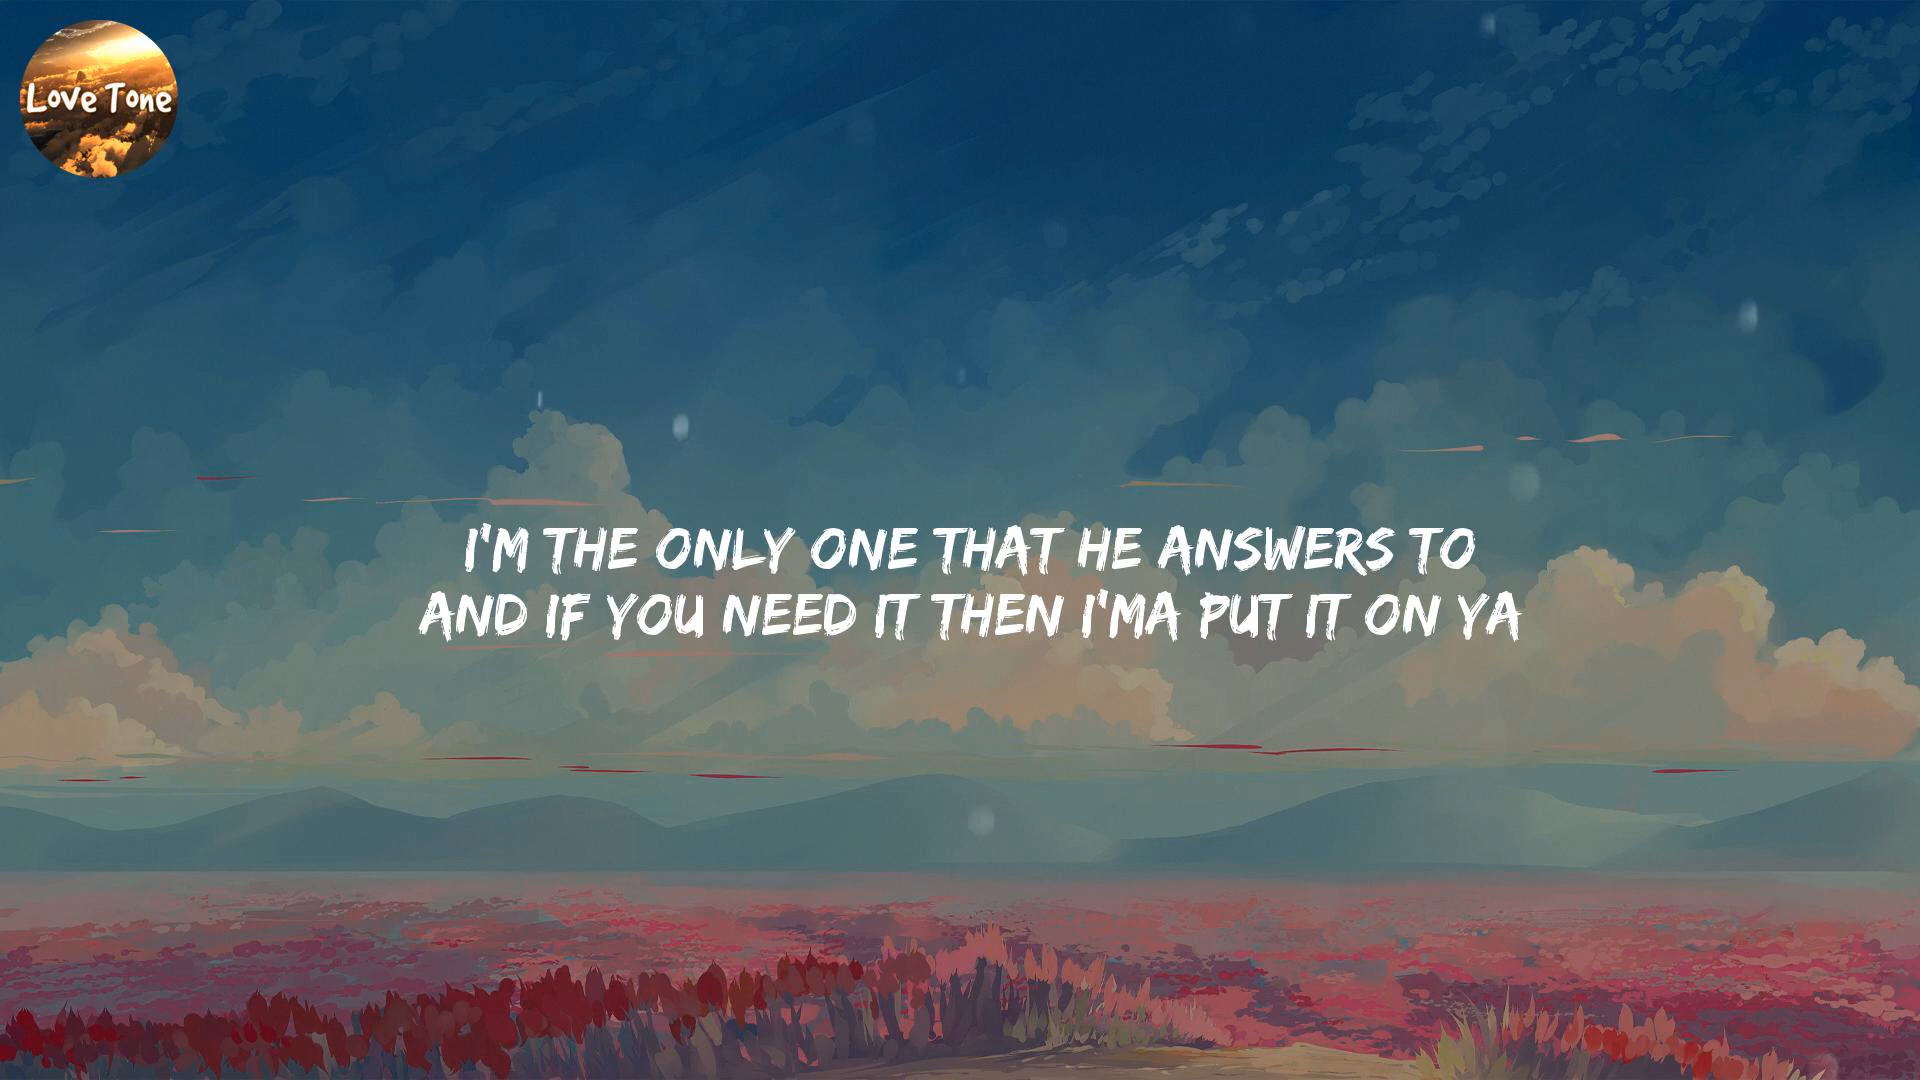 Love Tone
I'M THE ONLY ONE THAT HE ANSWERS TO
AND IF YOU NEED IT THEN I'MA PUT IT ON YA